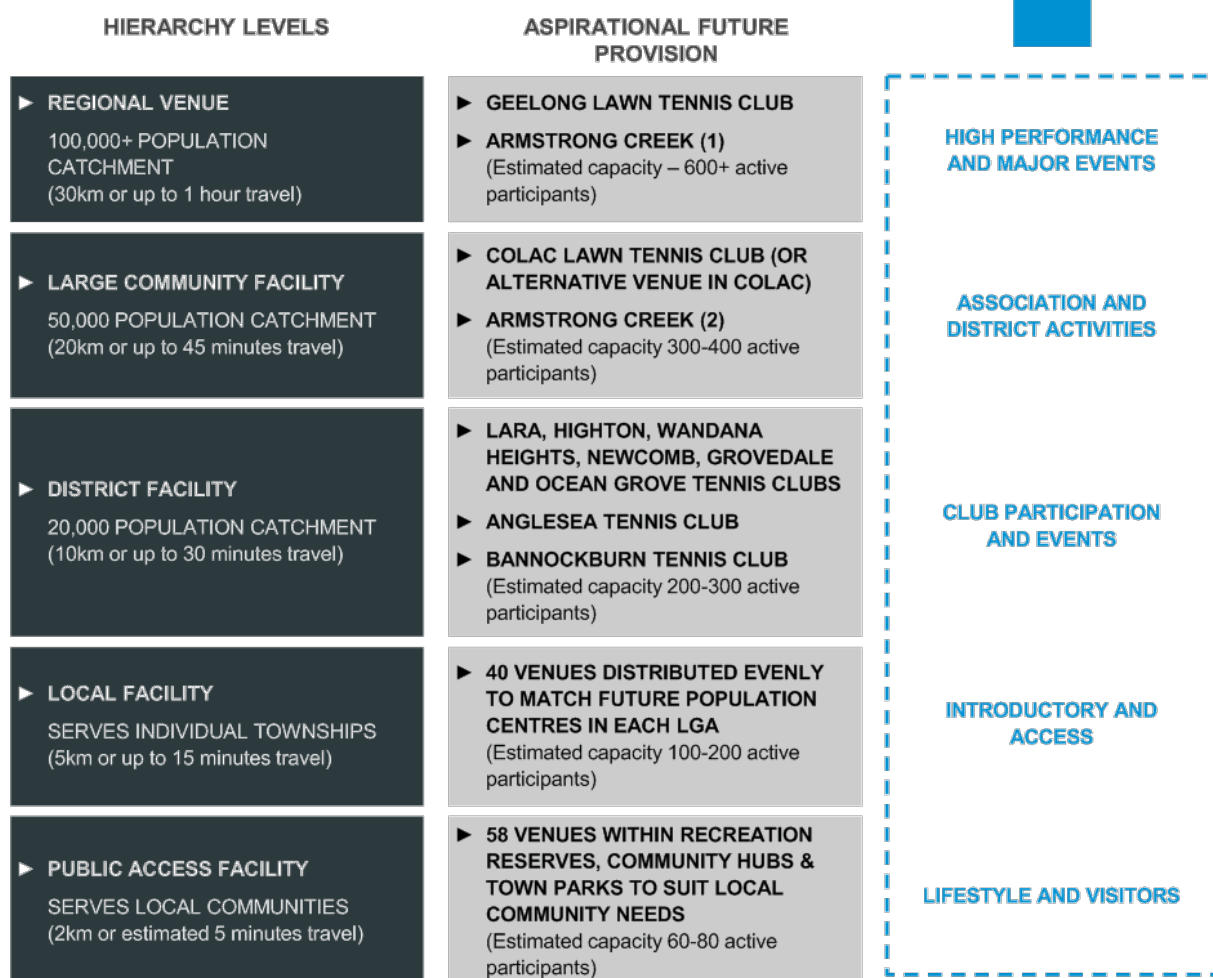 HIERARCHY LEVELS
ASPIRATIONAL FUTURE
PROVISION
► REGIONAL VENUE
100,000+ POPULATION
CATCHMENT
(30km or up to 1 hour travel)
► GEELONG LAWN TENNIS CLUB
► ARMSTRONG CREEK (1)
(Estimated capacity – 600+ active
participants)
HIGH PERFORMANCE
AND MAJOR EVENTS
► LARGE COMMUNITY FACILITY
50,000 POPULATION CATCHMENT
(20km or up to 45 minutes travel)
► COLAC LAWN TENNIS CLUB (OR
ALTERNATIVE VENUE IN COLAC)
► ARMSTRONG CREEK (2)
(Estimated capacity 300-400 active
participants)
ASSOCIATION AND
DISTRICT ACTIVITIES
► DISTRICT FACILITY
20,000 POPULATION CATCHMENT
(10km or up to 30 minutes travel)
► LARA, HIGHTON, WANDANA
HEIGHTS, NEWCOMB, GROVEDALE
AND OCEAN GROVE TENNIS CLUBS
► ANGLESEA TENNIS CLUB
► BANNOCKBURN TENNIS CLUB
(Estimated capacity 200-300 active
participants)
CLUB PARTICIPATION
AND EVENTS
► LOCAL FACILITY
SERVES INDIVIDUAL TOWNSHIPS
(5km or up to 15 minutes travel)
► 40 VENUES DISTRIBUTED EVENLY
TO MATCH FUTURE POPULATION
CENTRES IN EACH LGA
(Estimated capacity 100-200 active
participants)
INTRODUCTORY AND
ACCESS
► PUBLIC ACCESS FACILITY
SERVES LOCAL COMMUNITIES
(2km or estimated 5 minutes travel)
► 58 VENUES WITHIN RECREATION
RESERVES, COMMUNITY HUBS &
TOWN PARKS TO SUIT LOCAL
COMMUNITY NEEDS
(Estimated capacity 60-80 active
participants)
LIFESTYLE AND VISITORS